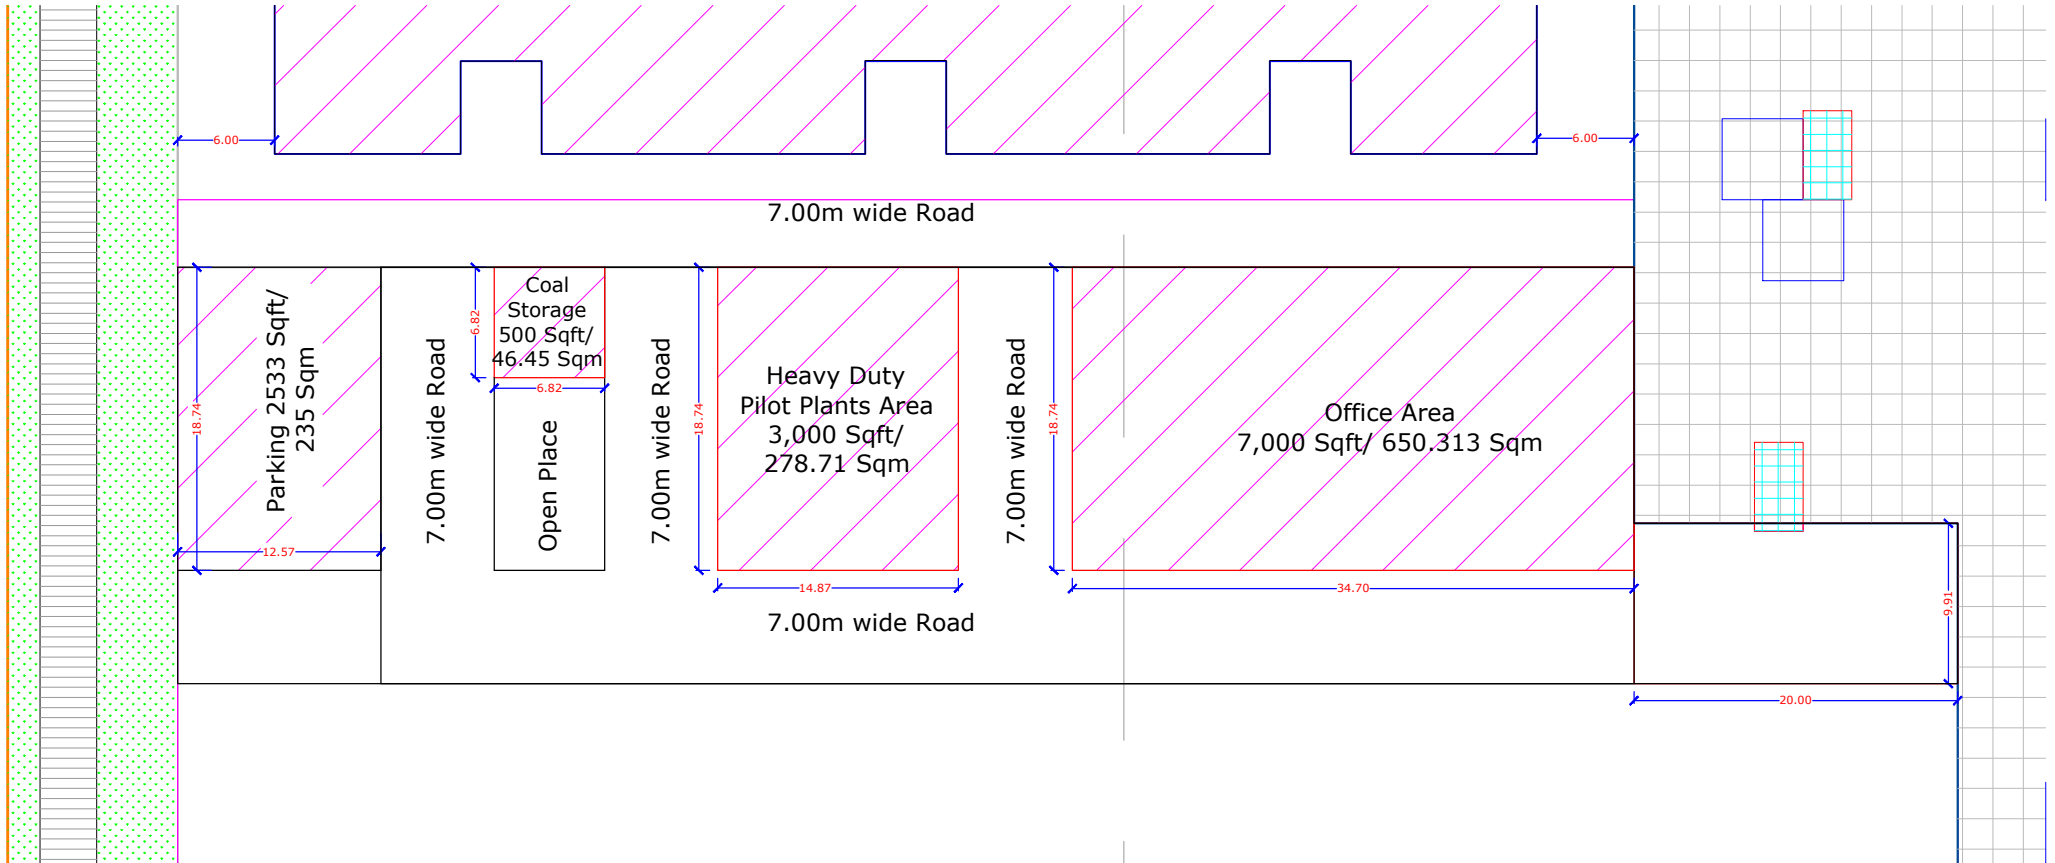 6.00
6.00
7.00m wide Road
Parking 2533 Sqft/
235 Sqm
18.74
12.57
7.00m wide Road
6.82
Coal
Storage
500 Sqft/
46.45 Sqm
6.82
Open Place
7.00m wide Road
18.74
Heavy Duty
Pilot Plants Area
3,000 Sqft/
278.71 Sqm
14.87
7.00m wide Road
18.74
Office Area
7,000 Sqft/ 650.313 Sqm
34.70
7.00m wide Road
9.91
20.00